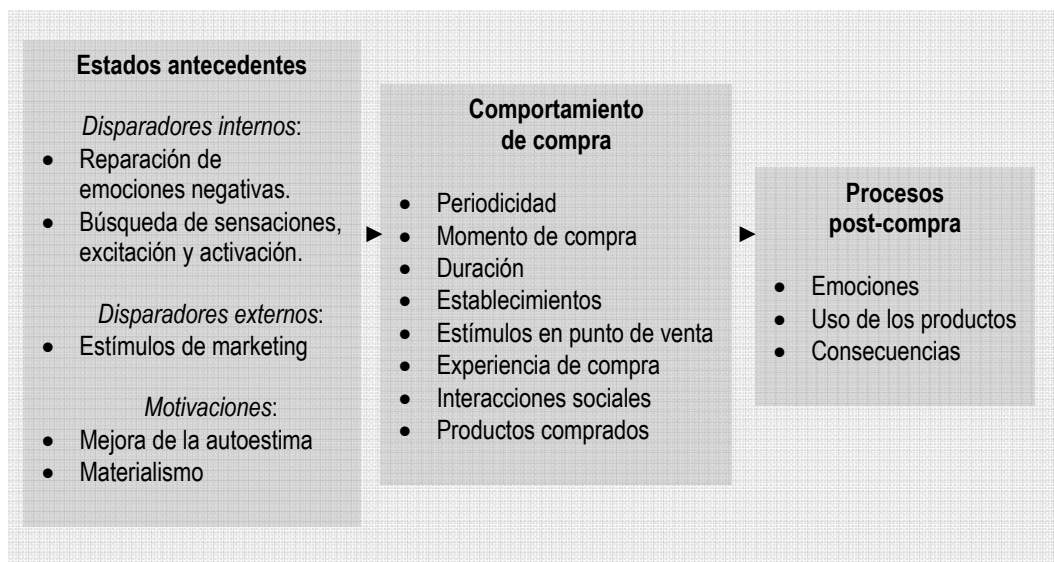 Estados antecedentes
Disparadores internos:
• Reparación de
emociones negativas.
• Búsqueda de sensaciones,
excitación y activación.
Disparadores externos:
• Estímulos de marketing
Motivaciones:
• Mejora de la autoestima
• Materialismo
Comportamiento
de compra
• Periodicidad
• Momento de compra
• Duración
• Establecimientos
• Estímulos en punto de venta
• Experiencia de compra
• Interacciones sociales
• Productos comprados
Procesos
post-compra
• Emociones
• Uso de los productos
• Consecuencias